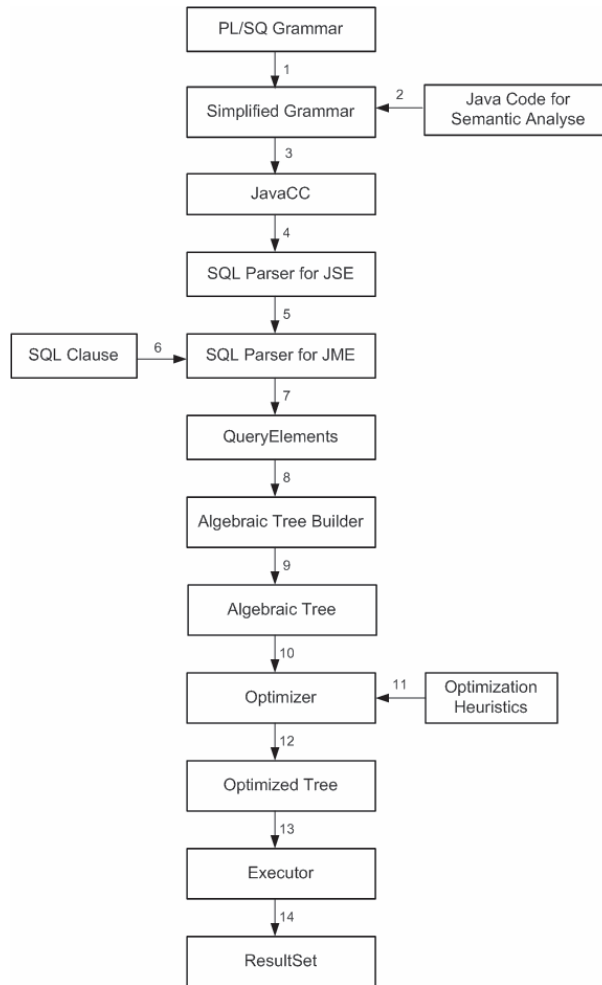 PL/SQ Grammar
1
Simplified Grammar
2
Java Code for
Semantic Analyse
3
JavaCC
4
SQL Parser for JSE
5
SQL Clause
6
SQL Parser for JME
7
QueryElements
8
Algebraic Tree Builder
9
Algebraic Tree
10
Optimizer
11
Optimization
Heuristics
12
Optimized Tree
13
Executor
14
ResultSet